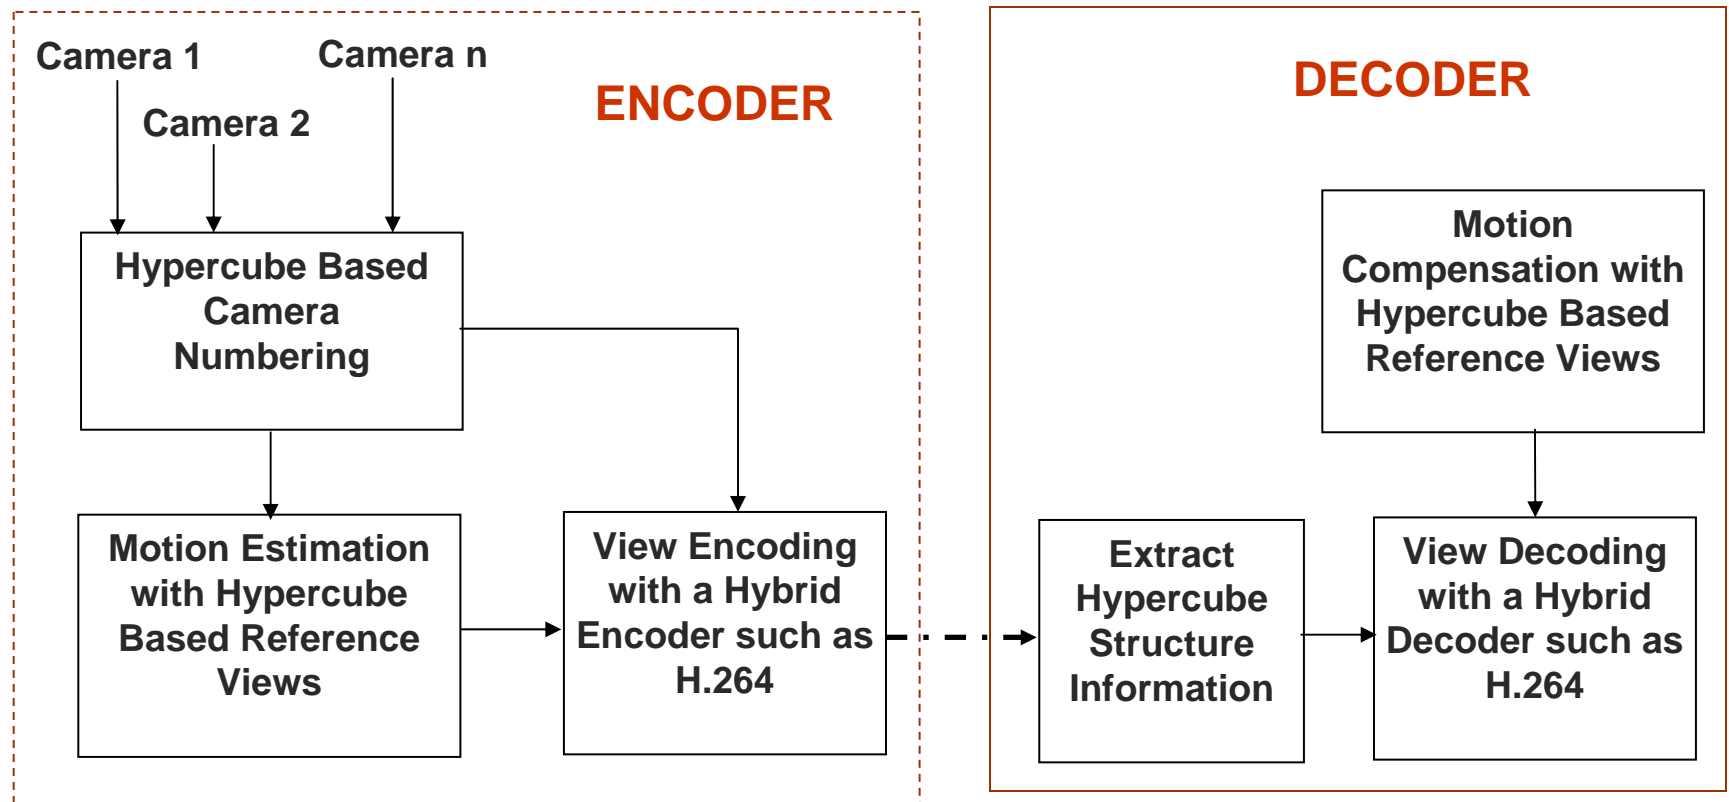 Camera 1
Camera n
Camera 2
ENCODER
Hypercube Based
Camera
Numbering
Motion Estimation
with Hypercube
Based Reference
Views
View Encoding
with a Hybrid
Encoder such as
H.264
DECODER
Motion
Compensation with
Hypercube Based
Reference Views
Extract
Hypercube
Structure
Information
View Decoding
with a Hybrid
Decoder such as
H.264